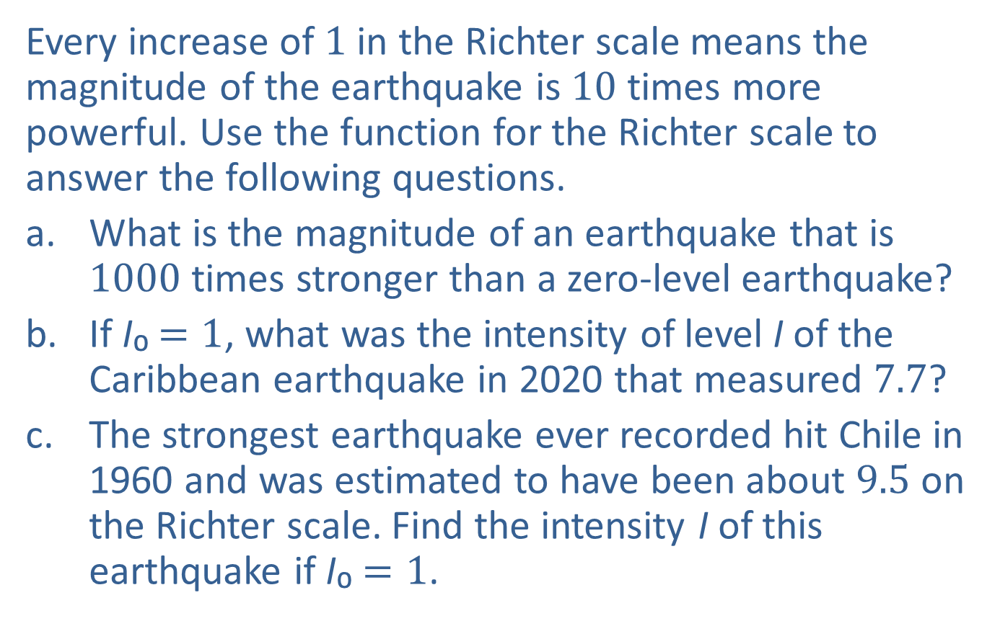 Every increase of 1 in the Richter scale means the
magnitude of the earthquake is 10 times more
powerful. Use the function for the Richter scale to
answer the following questions.
a. What is the magnitude of an earthquake that is
1000 times stronger than a zero-level earthquake?
b. If I₀ = 1, what was the intensity of level I of the
Caribbean earthquake in 2020 that measured 7.7?
c. The strongest earthquake ever recorded hit Chile in
1960 and was estimated to have been about 9.5 on
the Richter scale. Find the intensity I of this
earthquake if I₀ = 1.